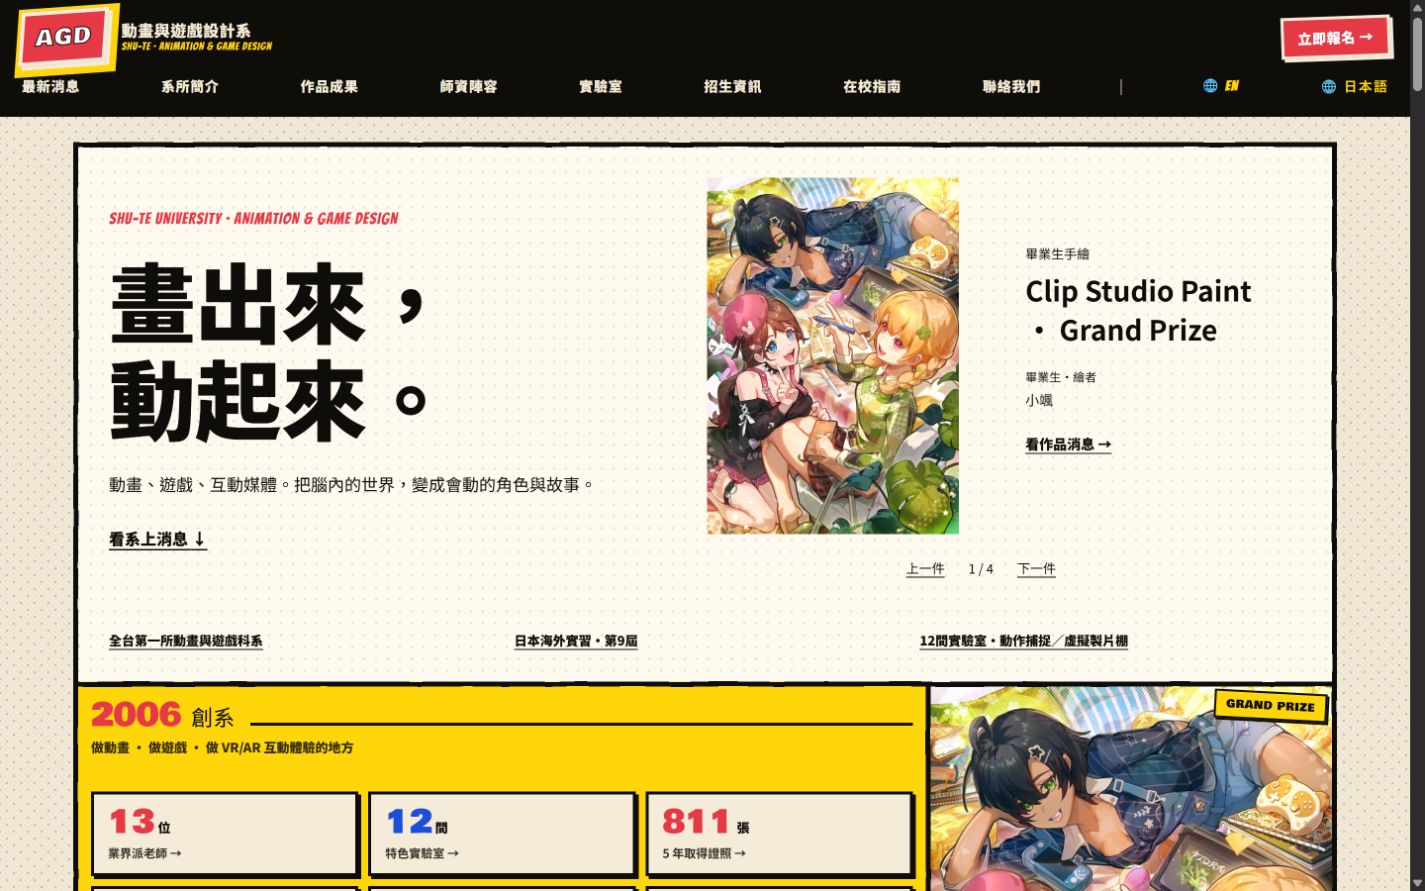 AGD
動畫與遊戲設計系
SHU-TE · ANIMATION & GAME DESIGN
立即報名 →
最新消息 系所簡介 作品成果 師資陣容 實驗室 招生資訊 在校指南 聯絡我們 | EN 日本語
SHU-TE UNIVERSITY · ANIMATION & GAME DESIGN
畫出來，
動起來。
動畫、遊戲、互動媒體。把腦內的世界，變成會動的角色與故事。
看系上消息 ↓
畢業生手繪
Clip Studio Paint
・ Grand Prize
畢業生・繪者
小颯
看作品消息 →
上一件 1 / 4 下一件
全台第一所動畫與遊戲科系 日本海外實習・第9屆 12間實驗室・動作捕捉／虛擬製片棚
2006 創系
做動畫 ・ 做遊戲 ・ 做 VR/AR 互動體驗的地方
GRAND PRIZE
13 位
業界派老師 →
12 間
特色實驗室 →
811 張
5 年取得證照 →